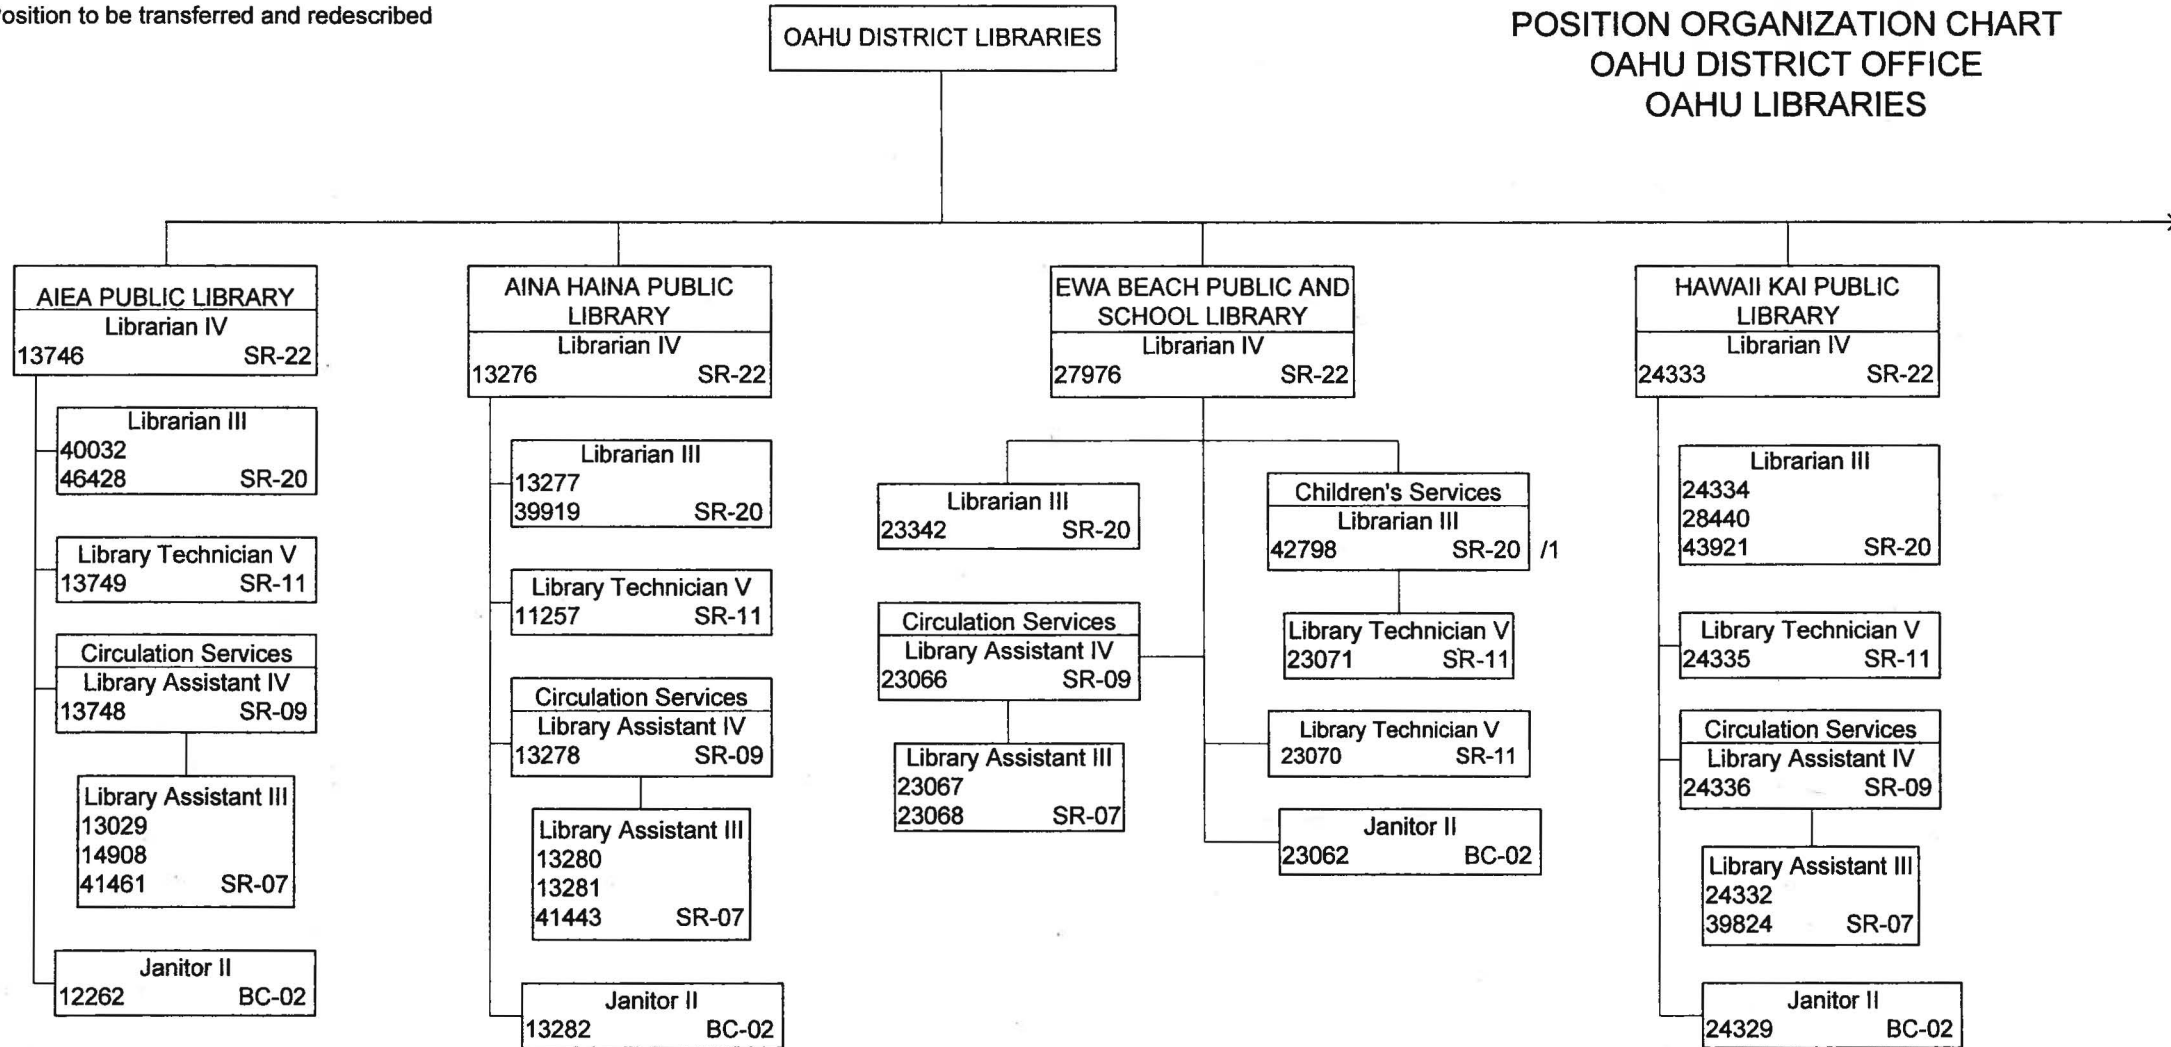 osition to be transferred and redescribed
POSITION ORGANIZATION CHART
OAHU DISTRICT OFFICE
OAHU LIBRARIES
OAHU DISTRICT LIBRARIES
AIEA PUBLIC LIBRARY
Librarian IV
13746 SR-22
Librarian III
40032
46428 SR-20
Library Technician V
13749 SR-11
Circulation Services
Library Assistant IV
13748 SR-09
Library Assistant III
13029
14908
41461 SR-07
Janitor II
12262 BC-02
AINA HAINA PUBLIC
LIBRARY
Librarian IV
13276 SR-22
Librarian III
13277
39919 SR-20
Library Technician V
11257 SR-11
Circulation Services
Library Assistant IV
13278 SR-09
Library Assistant III
13280
13281
41443 SR-07
Janitor II
13282 BC-02
EWA BEACH PUBLIC AND
SCHOOL LIBRARY
Librarian IV
27976 SR-22
Librarian III
23342 SR-20
Circulation Services
Library Assistant IV
23066 SR-09
Library Assistant III
23067
23068 SR-07
Children's Services
Librarian III
42798 SR-20 /1
Library Technician V
23071 SR-11
Library Technician V
23070 SR-11
Janitor II
23062 BC-02
HAWAII KAI PUBLIC
LIBRARY
Librarian IV
24333 SR-22
Librarian III
24334
28440
43921 SR-20
Library Technician V
24335 SR-11
Circulation Services
Library Assistant IV
24336 SR-09
Library Assistant III
24332
39824 SR-07
Janitor II
24329 BC-02